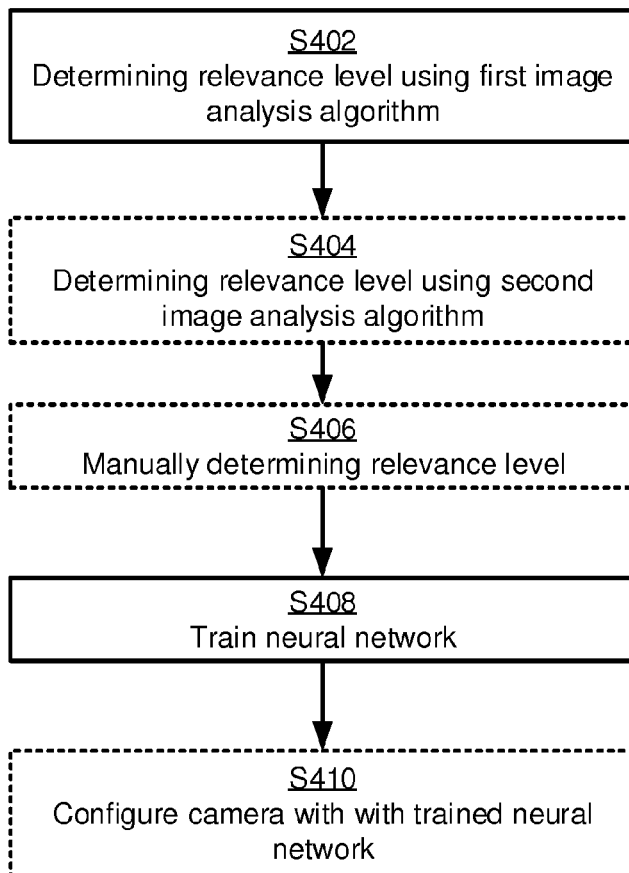 S402
Determining relevance level using first image
analysis algorithm
S404
Determining relevance level using second
image analysis algorithm
S406
Manually determining relevance level
S408
Train neural network
S410
Configure camera with with trained neural
network